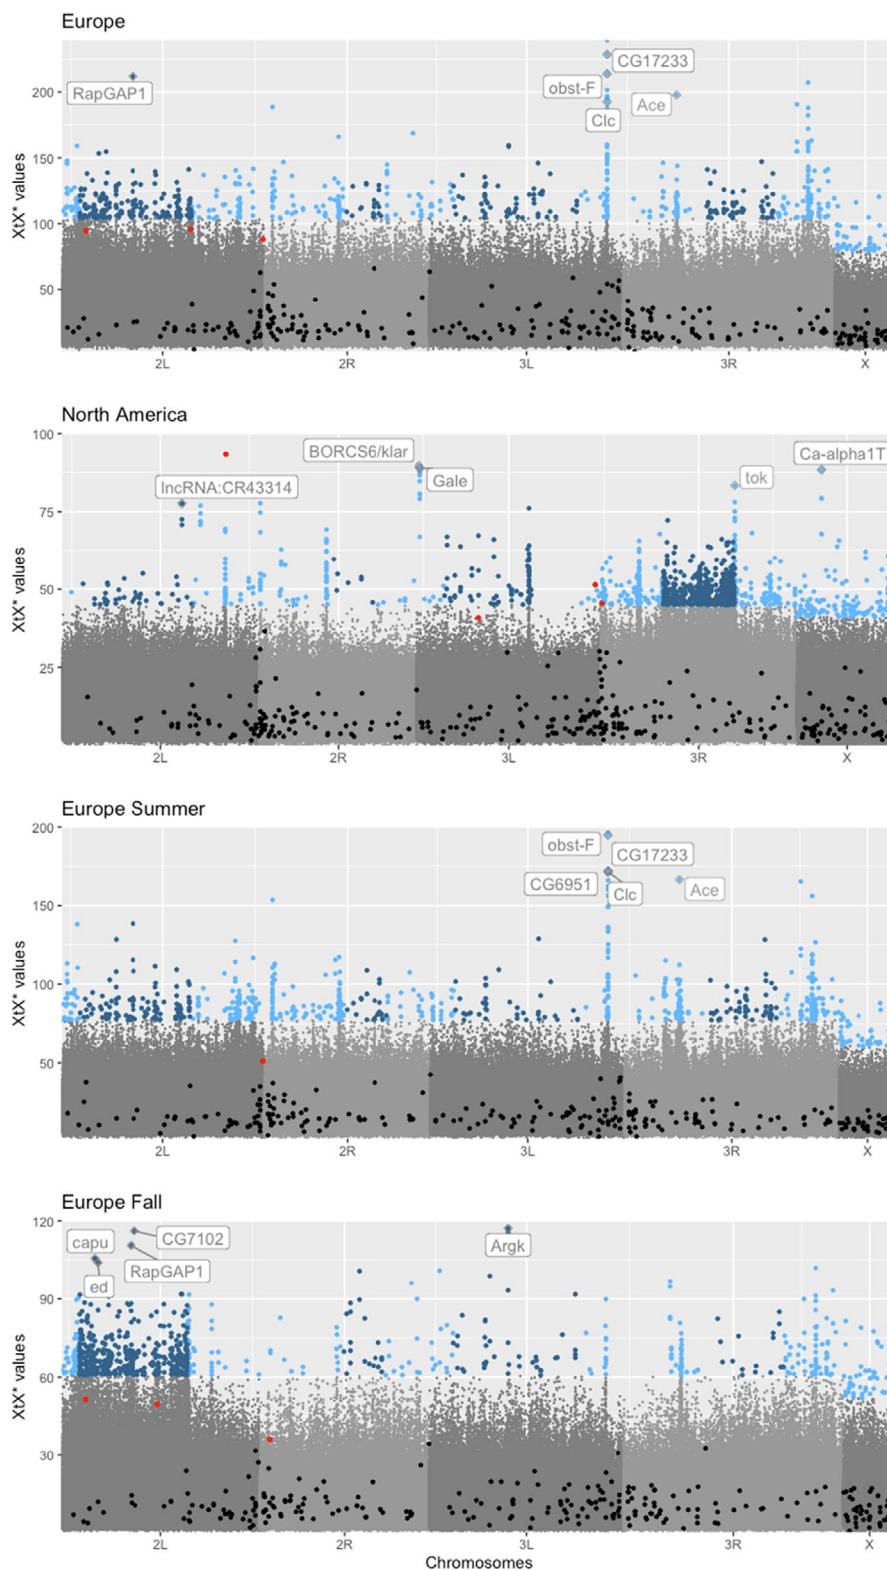 Europe
CG17233
200
RapGAP1
obst-F
Ace
Clc
150
XtX* values
100
50
2L 2R 3L 3R X
North America
100
BORCS6/klar
Ca-alpha1T
lncRNA:CR43314
Gale
tok
75
XtX* values
50
25
2L 2R 3L 3R X
Europe Summer
200
obst-F
CG17233
CG6951
Clc
Ace
150
XtX* values
100
50
2L 2R 3L 3R X
Europe Fall
120
capu
CG7102
Argk
RapGAP1
ed
90
XtX* values
60
30
2L 2R 3L 3R X
Chromosomes